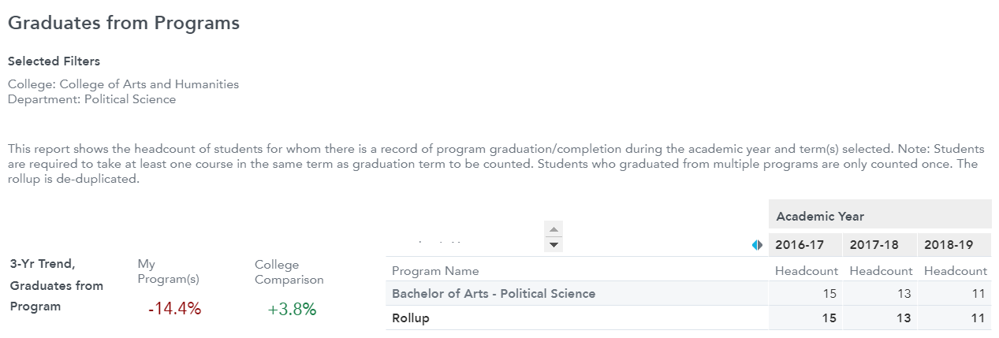 Graduates from Programs
Selected Filters
College: College of Arts and Humanities
Department: Political Science
This report shows the headcount of students for whom there is a record of program graduation/completion during the academic year and term(s) selected. Note: Students
are required to take at least one course in the same term as graduation term to be counted. Students who graduated from multiple programs are only counted once. The
rollup is de-duplicated.
3-Yr Trend,
Graduates from
Program
My
Program(s)
-14.4%
College
Comparison
+3.8%
Academic Year
2016-17 2017-18 2018-19
Program Name Headcount Headcount Headcount
Bachelor of Arts - Political Science 15 13 11
Rollup 15 13 11